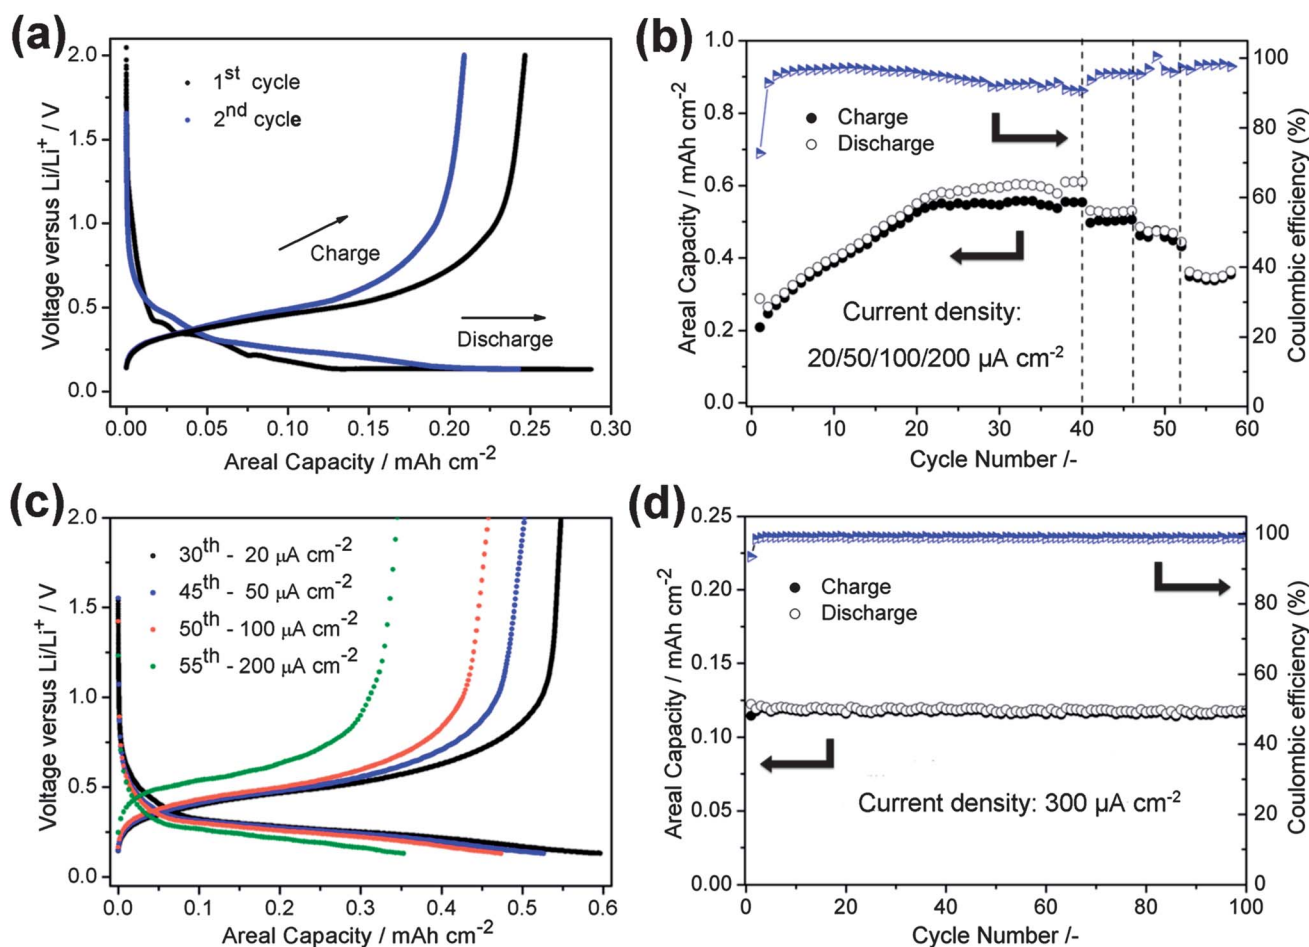 (a)
Voltage versus Li/Li⁺ / V
2.0
1.5
1.0
0.5
0.0
1ˢᵗ cycle
2ⁿᵈ cycle
Charge
Discharge
0.00 0.05 0.10 0.15 0.20 0.25 0.30
Areal Capacity / mAh cm⁻²
(b)
Areal Capacity / mAh cm⁻²
1.0
0.8
0.6
0.4
0.2
0.0
Charge
Discharge
Current density:
20/50/100/200 µA cm⁻²
100
80
60
40
20
0
Coulombic efficiency (%)
0 10 20 30 40 50 60
Cycle Number /-
(c)
Voltage versus Li/Li⁺ / V
2.0
1.5
1.0
0.5
0.0
30ᵗʰ - 20 µA cm⁻²
45ᵗʰ - 50 µA cm⁻²
50ᵗʰ - 100 µA cm⁻²
55ᵗʰ - 200 µA cm⁻²
0.0 0.1 0.2 0.3 0.4 0.5 0.6
Areal Capacity / mAh cm⁻²
(d)
Areal Capacity / mAh cm⁻²
0.25
0.20
0.15
0.10
0.05
0.00
Charge
Discharge
Current density: 300 µA cm⁻²
100
80
60
40
20
0
Coulombic efficiency (%)
0 20 40 60 80 100
Cycle Number /-